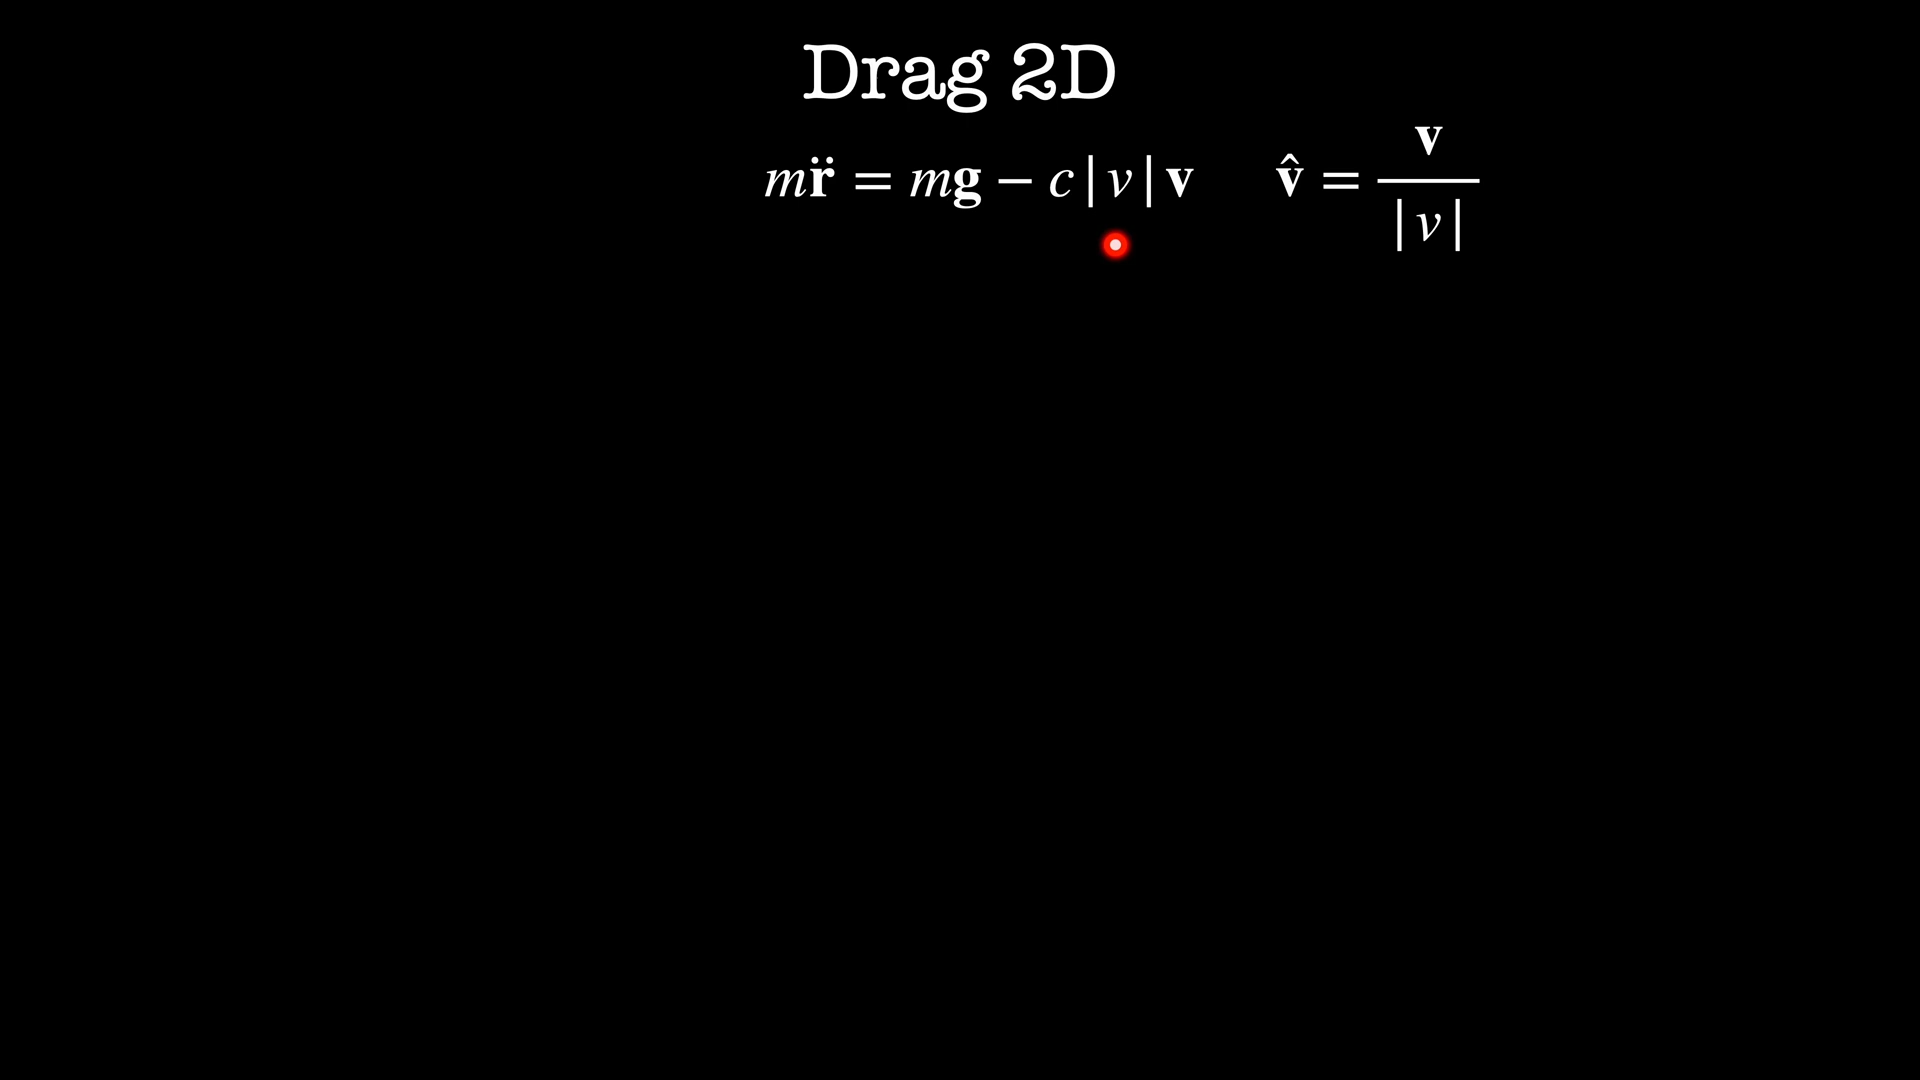 Drag 2D
m𝐫̈ = m𝐠 − c|v|𝐯 𝐯̂ = 𝐯/|v|